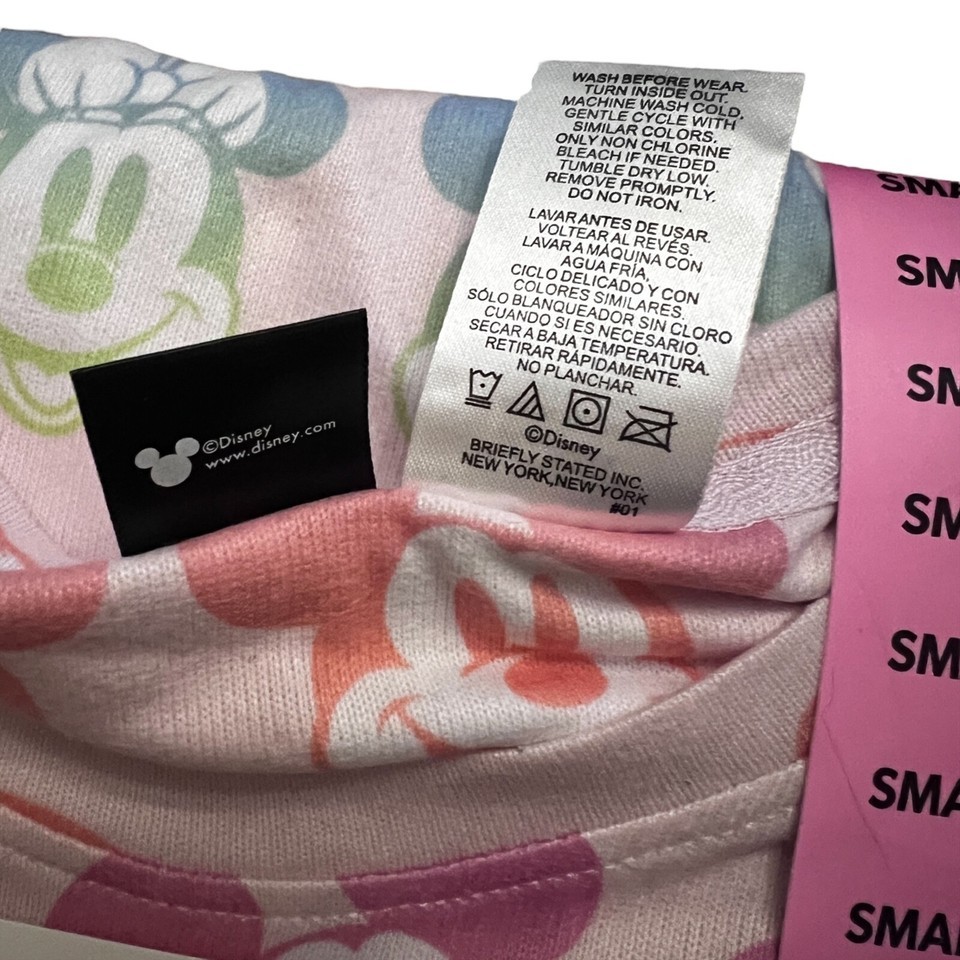 WASH BEFORE WEAR.
TURN INSIDE OUT.
MACHINE WASH COLD,
GENTLE CYCLE WITH
SIMILAR COLORS.
ONLY NON CHLORINE
BLEACH IF NEEDED.
TUMBLE DRY LOW.
REMOVE PROMPTLY.
DO NOT IRON.
LAVAR ANTES DE USAR.
VOLTEAR AL REVÉS.
LAVAR A MÁQUINA CON
AGUA FRÍA,
CICLO DELICADO Y CON
COLORES SIMILARES.
SÓLO BLANQUEADOR SIN CLORO
CUANDO SI ES NECESARIO.
SECAR A BAJA TEMPERATURA.
RETIRAR RÁPIDAMENTE.
NO PLANCHAR.
©Disney
BRIEFLY STATED INC.
NEW YORK,NEW YORK
#01
©Disney
www.disney.com
SMA
SM
SM
SM
SM
SMA
SMAL